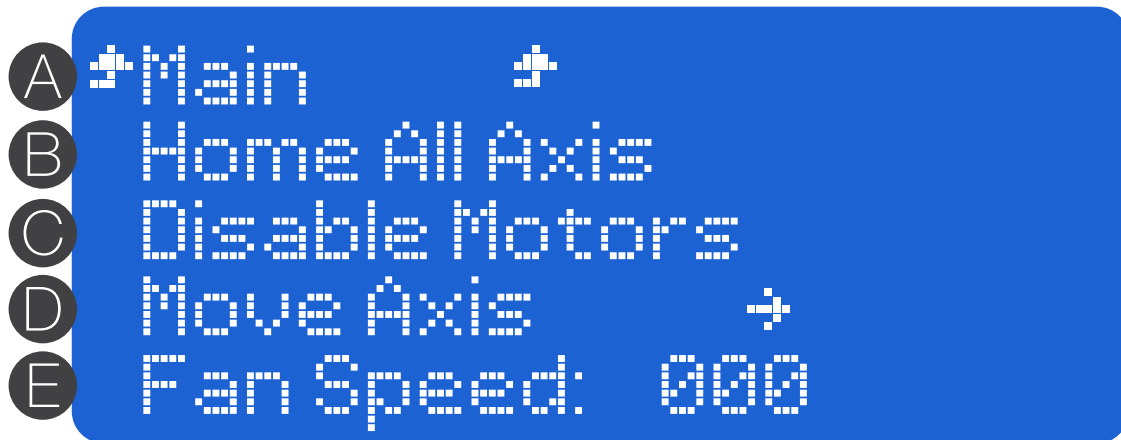 A Main
B Home All Axis
C Disable Motors
D Move Axis
E Fan Speed: 000